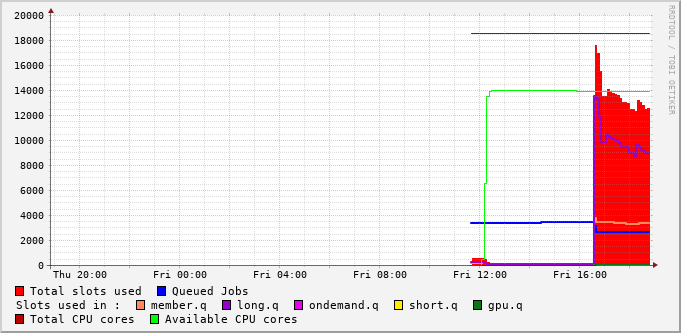 RRDTOOL / TOBI OETIKER
20000
18000
16000
14000
12000
10000
8000
6000
4000
2000
0
Thu 20:00 Fri 00:00 Fri 04:00 Fri 08:00 Fri 12:00 Fri 16:00
Total slots used Queued Jobs
Slots used in : member.q long.q ondemand.q short.q gpu.q
Total CPU cores Available CPU cores